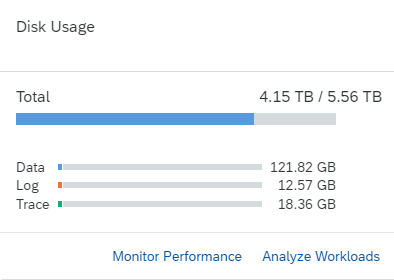 Disk Usage
Total 4.15 TB / 5.56 TB
Data 121.82 GB
Log 12.57 GB
Trace 18.36 GB
Monitor Performance Analyze Workloads